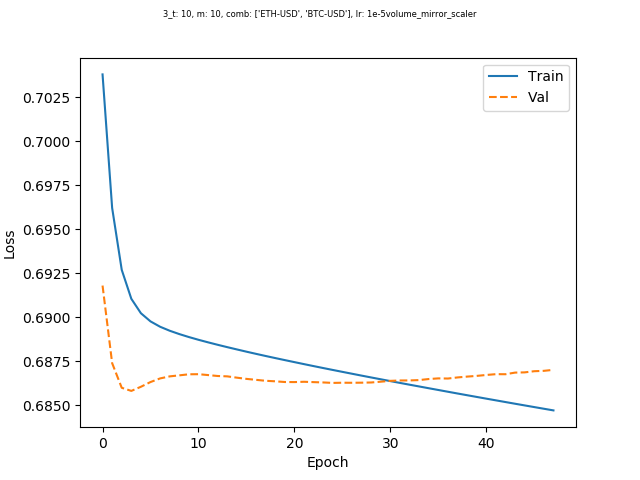 3_t: 10, m: 10, comb: ['ETH-USD', 'BTC-USD'], lr: 1e-5volume_mirror_scaler
Train
Val
0.7025
0.7000
0.6975
0.6950
0.6925
0.6900
0.6875
0.6850
Loss
0 10 20 30 40
Epoch